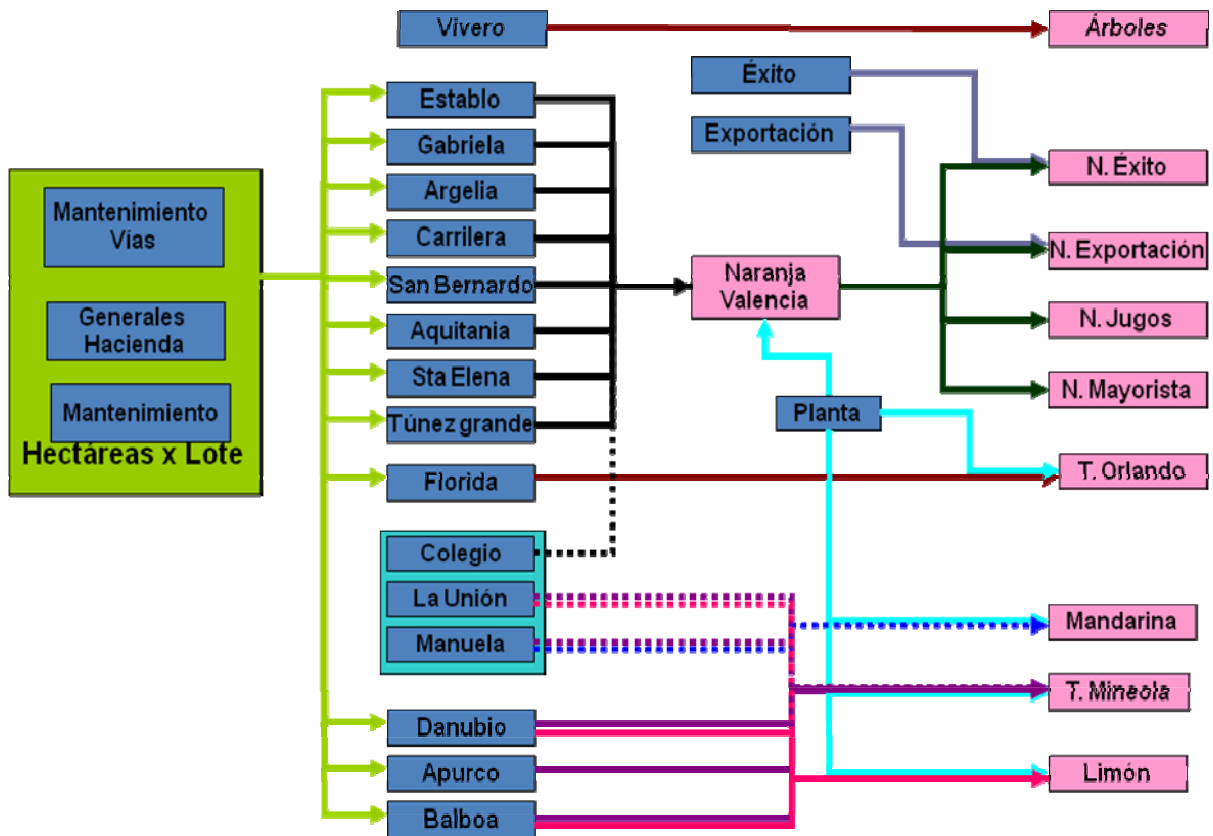 Vivero
Árboles
Éxito
Exportación
Establo
Gabriela
Argelia
Carrilera
San Bernardo
Aquitania
Sta Elena
Túnez grande
Florida
Colegio
La Unión
Manuela
Danubio
Apurco
Balboa
Mantenimiento
Vías
Generales
Hacienda
Mantenimiento
Hectáreas x Lote
Naranja
Valencia
Planta
N. Éxito
N. Exportación
N. Jugos
N. Mayorista
T. Orlando
Mandarina
T. Mineola
Limón